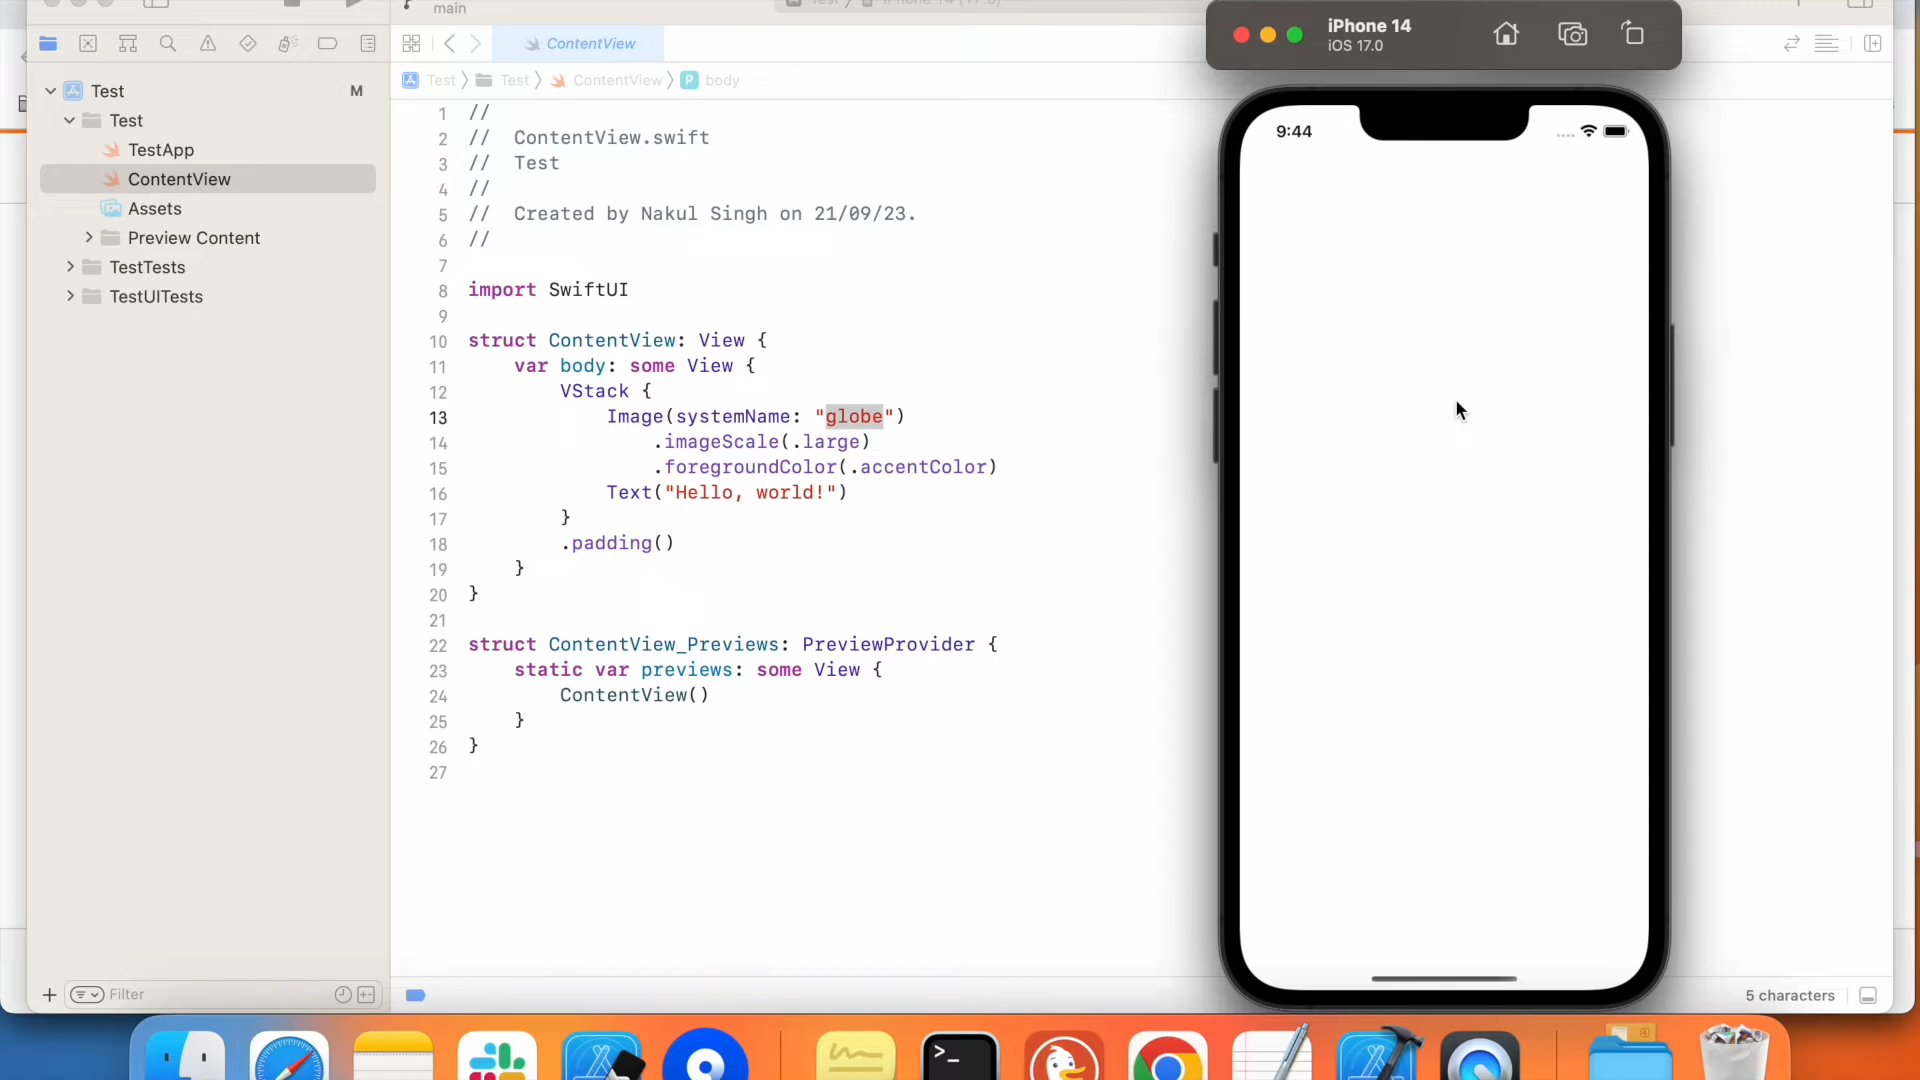 main
iPhone 14
iOS 17.0
ContentView
Test
Test
ContentView
body
Test
M
Test
TestApp
ContentView
Assets
Preview Content
TestTests
TestUITests
1 //
2 // ContentView.swift
3 // Test
4 //
5 // Created by Nakul Singh on 21/09/23.
6 //
7
8 import SwiftUI
9
10 struct ContentView: View {
11 var body: some View {
12 VStack {
13 Image(systemName: "globe")
14 .imageScale(.large)
15 .foregroundColor(.accentColor)
16 Text("Hello, world!")
17 }
18 .padding()
19 }
20 }
21
22 struct ContentView_Previews: PreviewProvider {
23 static var previews: some View {
24 ContentView()
25 }
26 }
27
9:44
Filter
5 characters